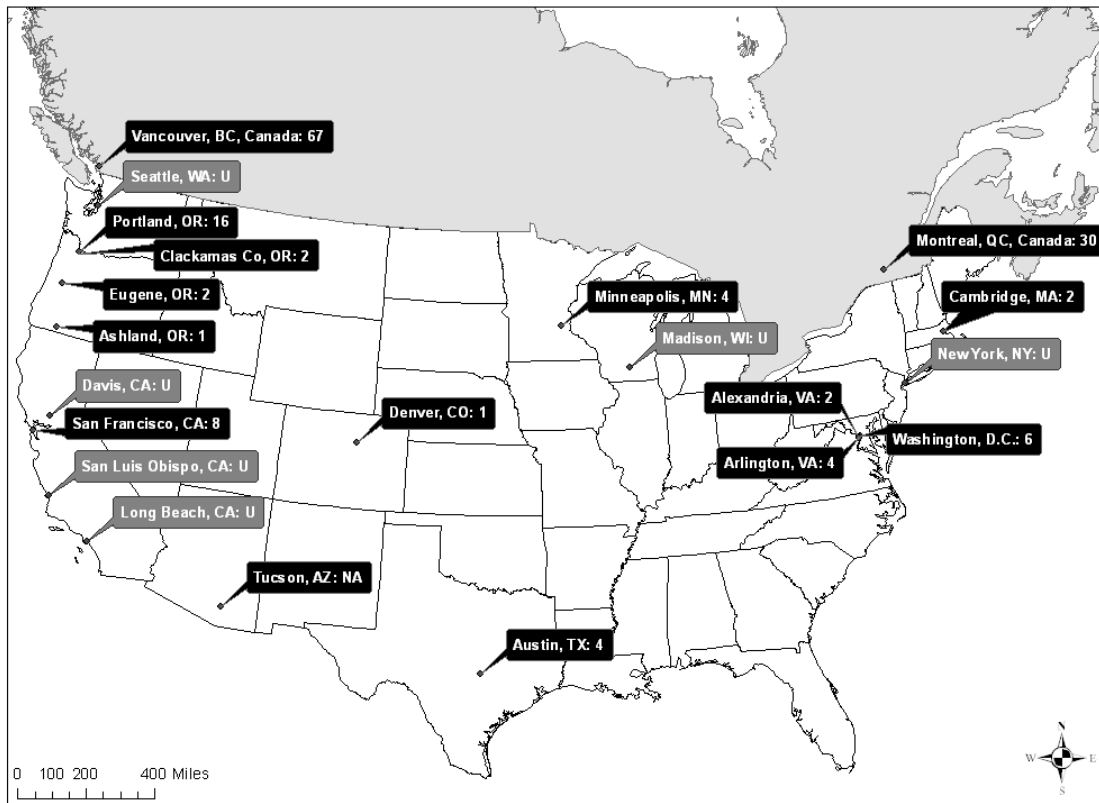 Vancouver, BC, Canada: 67
Seattle, WA: U
Portland, OR: 16
Clackamas Co, OR: 2
Montreal, QC, Canada: 30
Eugene, OR: 2
Minneapolis, MN: 4
Cambridge, MA: 2
Ashland, OR: 1
Madison, WI: U
New York, NY: U
Davis, CA: U
Alexandria, VA: 2
San Francisco, CA: 8
Denver, CO: 1
Washington, D.C.: 6
Arlington, VA: 4
San Luis Obispo, CA: U
Long Beach, CA: U
Tucson, AZ: NA
Austin, TX: 4
N
W E
S
0 100 200 400 Miles